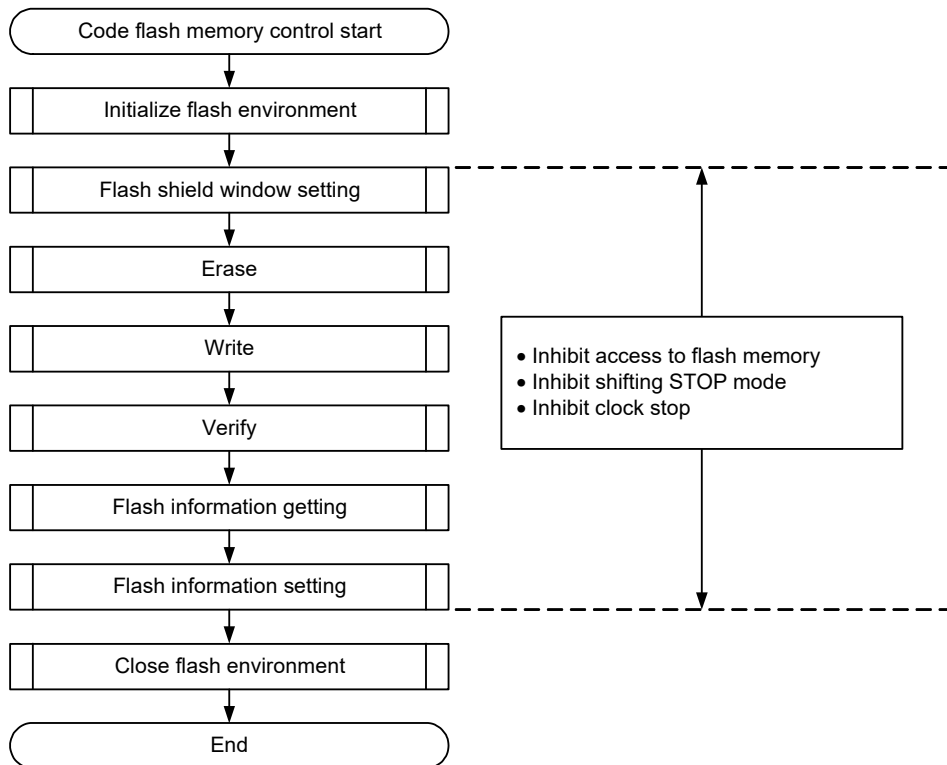 Code flash memory control start
Initialize flash environment
Flash shield window setting
Erase
Write
Verify
Flash information getting
Flash information setting
Close flash environment
End
• Inhibit access to flash memory
• Inhibit shifting STOP mode
• Inhibit clock stop